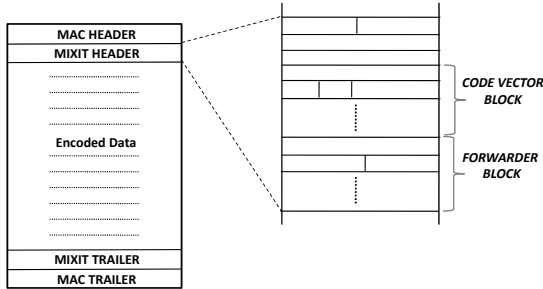 MAC HEADER
MIXIT HEADER
Encoded Data
MIXIT TRAILER
MAC TRAILER
CODE VECTOR
BLOCK
FORWARDER
BLOCK